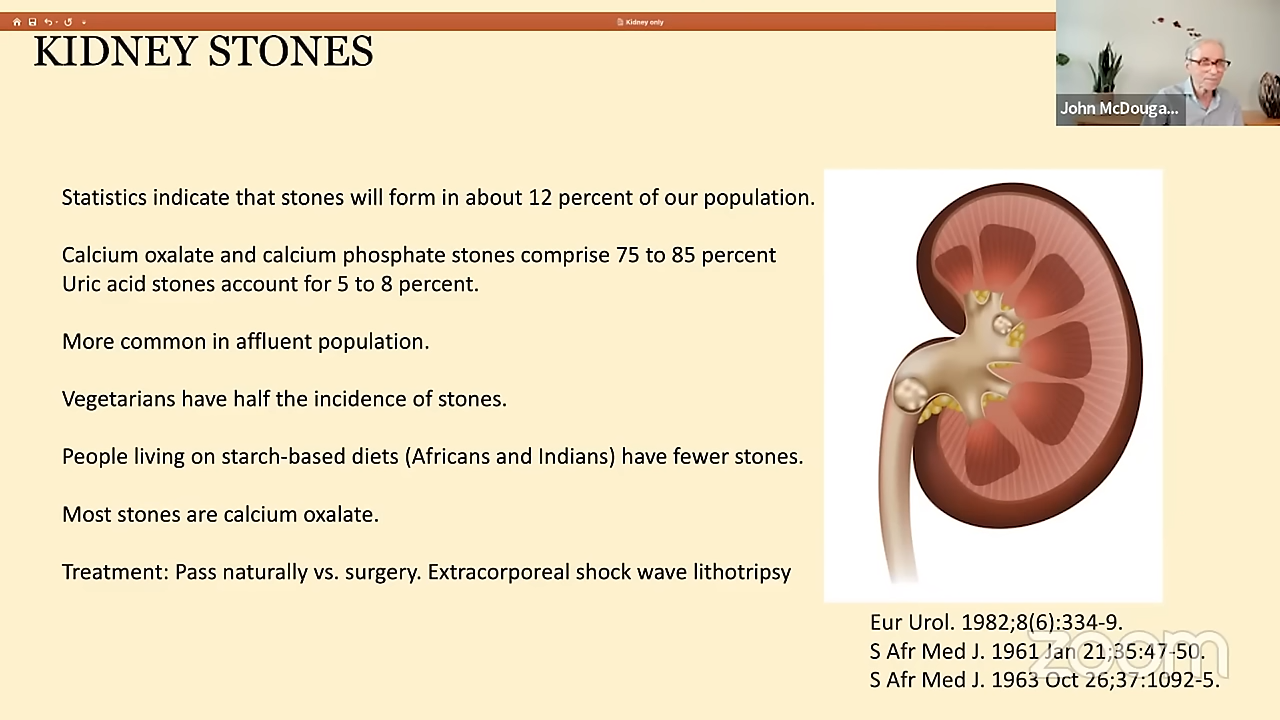 Kidney only
KIDNEY STONES
John McDouga...
Statistics indicate that stones will form in about 12 percent of our population.
Calcium oxalate and calcium phosphate stones comprise 75 to 85 percent
Uric acid stones account for 5 to 8 percent.
More common in affluent population.
Vegetarians have half the incidence of stones.
People living on starch-based diets (Africans and Indians) have fewer stones.
Most stones are calcium oxalate.
Treatment: Pass naturally vs. surgery. Extracorporeal shock wave lithotripsy
Eur Urol. 1982;8(6):334-9.
S Afr Med J. 1961 Jan 21;35:47-50.
S Afr Med J. 1963 Oct 26;37:1092-5.
zoom